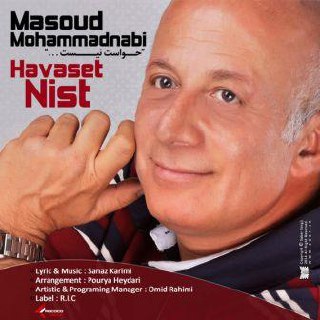 Masoud
Mohammadnabi
"حواست نیست ..."
Havaset
Nist
Lyric & Music : Sanaz Karimi
Arrangement : Pourya Heydari
Artistic & Programing Manager : Omid Rahimi
Label : R.I.C